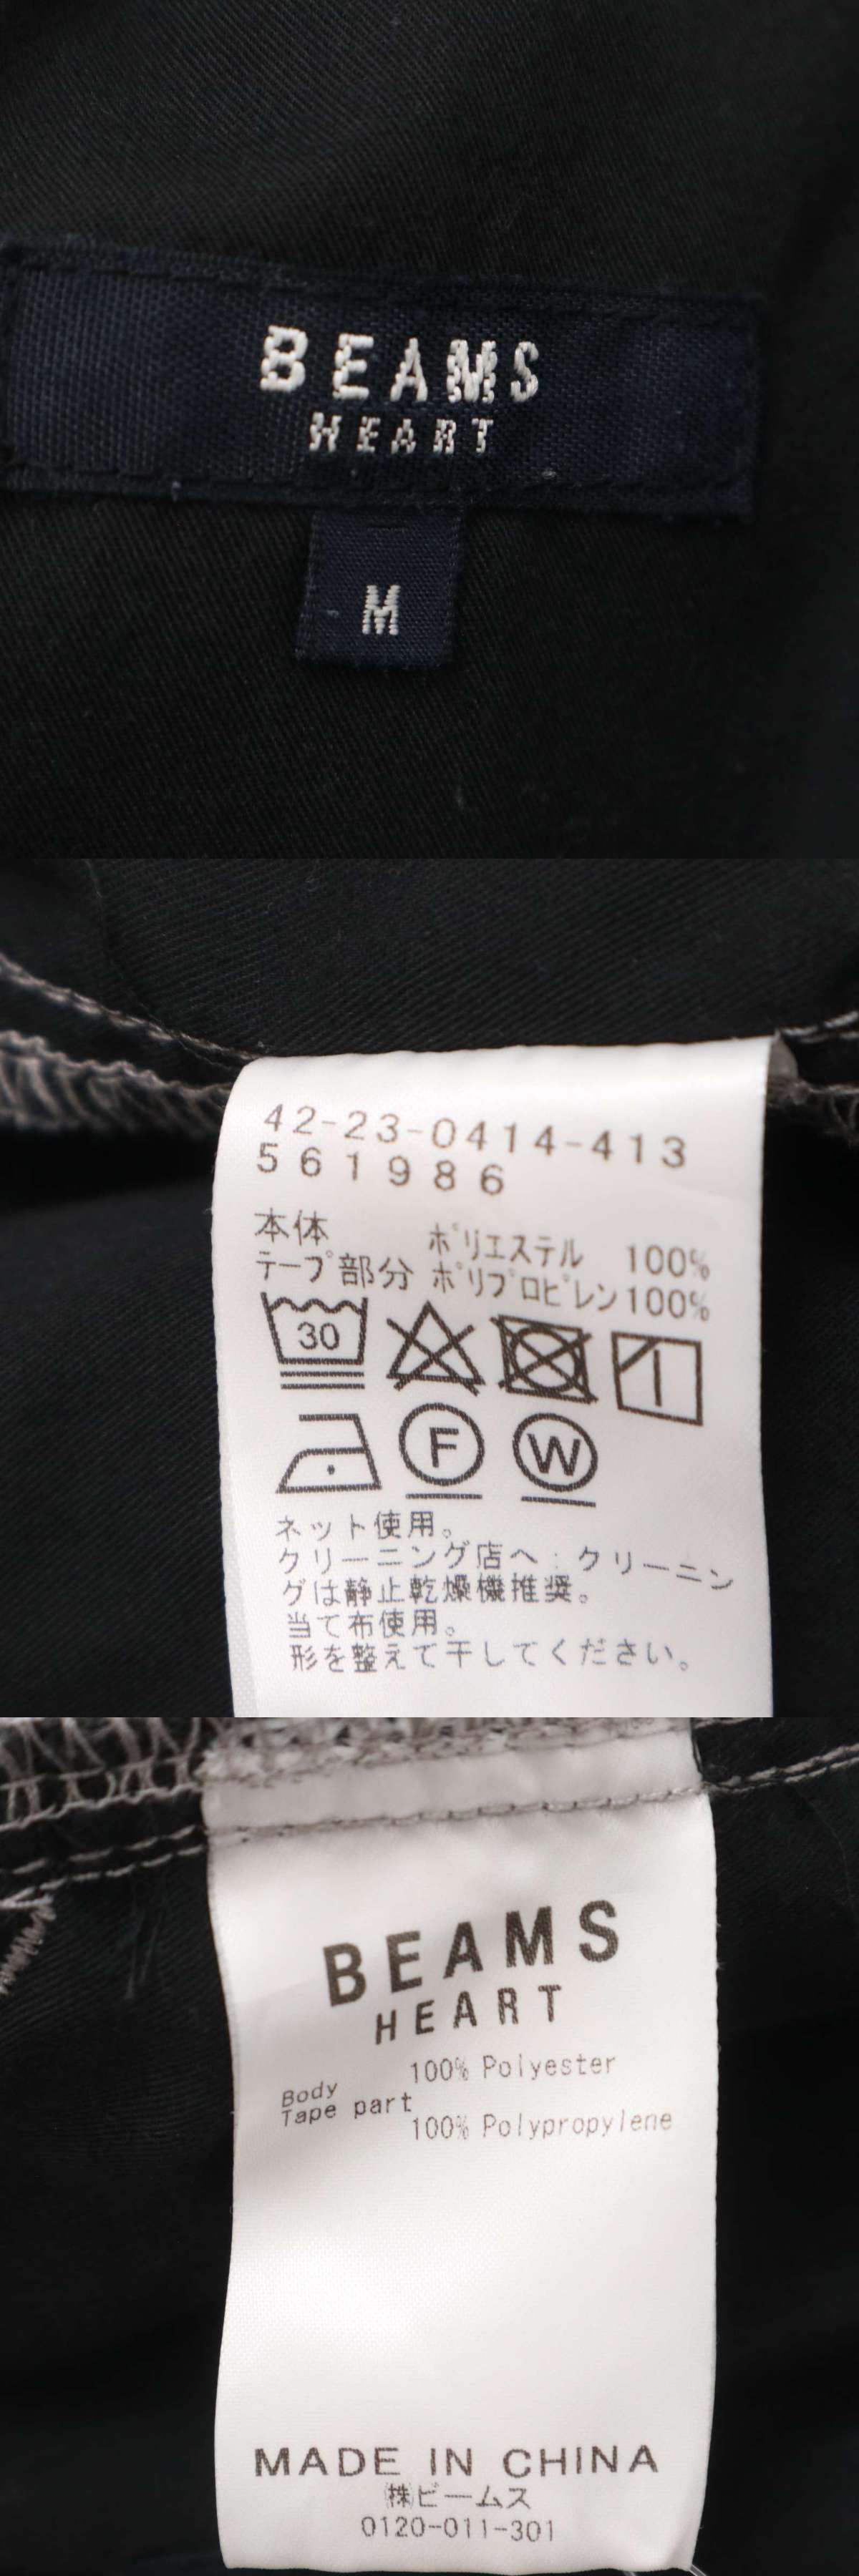 BEAMS
HEART
M
42-23-0414-413
561986
本体 ポリエステル 100%
テープ部分 ポリプロピレン100%
30
F W
ネット使用。
クリーニング店へ:クリーニン
グは静止乾燥機推奨。
当て布使用。
形を整えて干してください。
BEAMS
HEART
Body 100% Polyester
Tape part 100% Polypropylene
MADE IN CHINA
㈱ビームス
0120-011-301